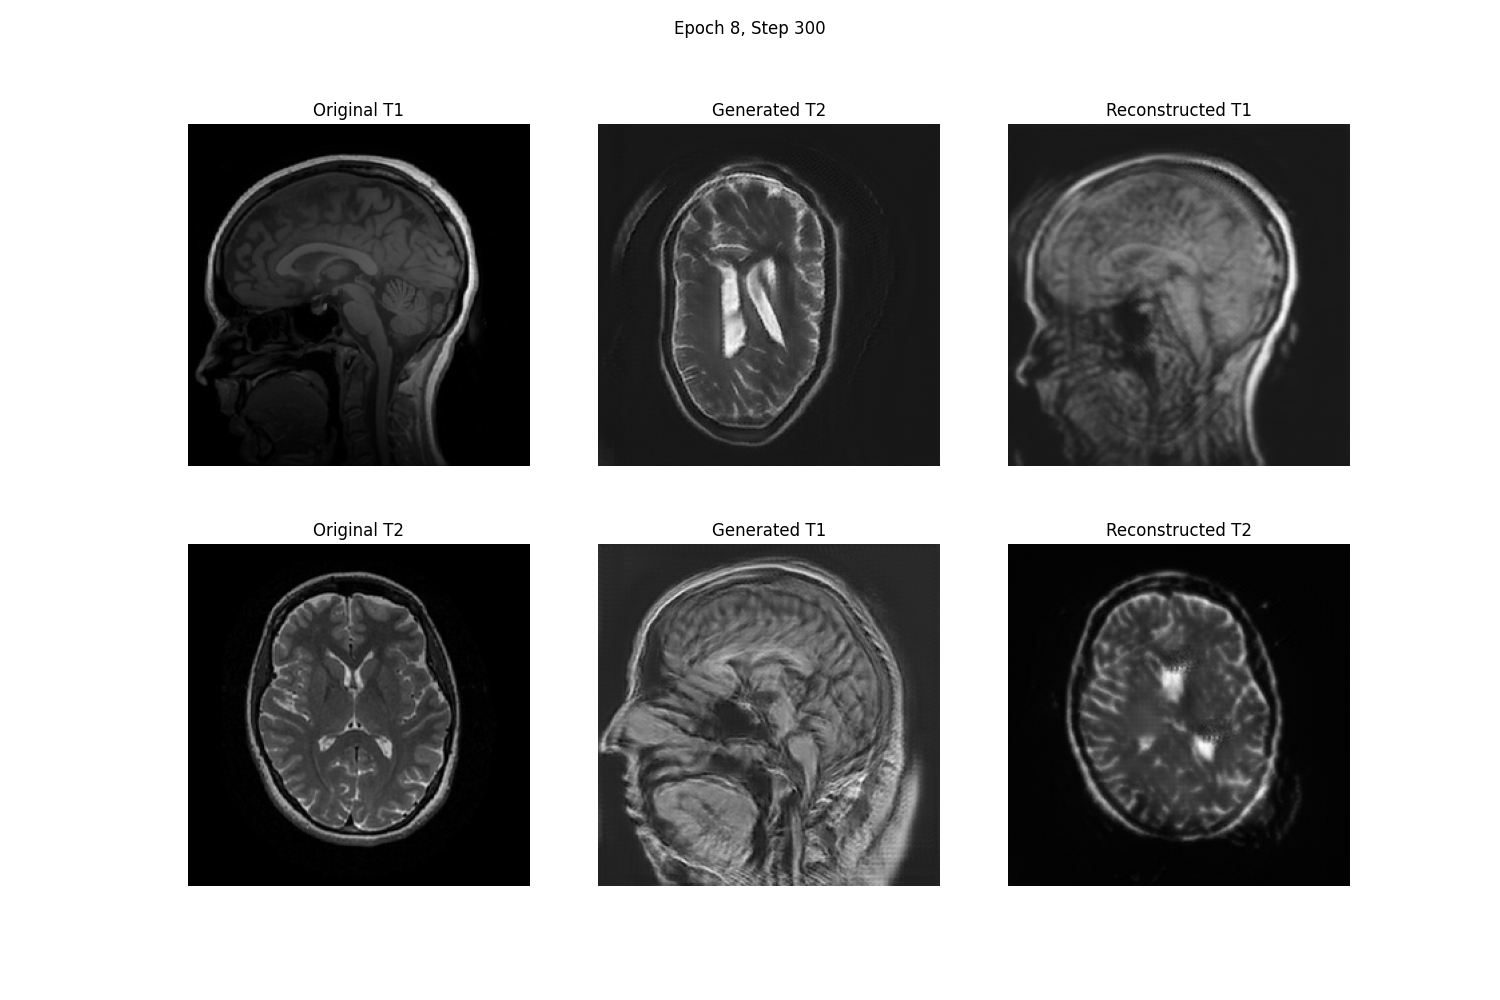 Epoch 8, Step 300
Original T1
Generated T2
Reconstructed T1
Original T2
Generated T1
Reconstructed T2